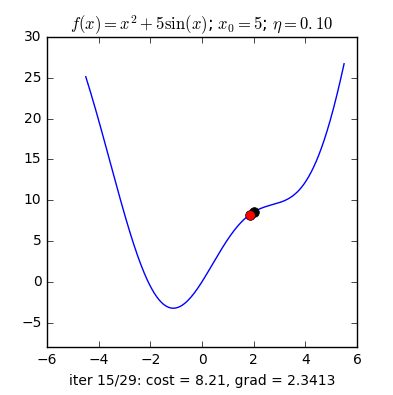 f(x) = x² + 5sin(x); x₀ = 5; η = 0.10
30
25
20
15
10
5
0
−5
−6 −4 −2 0 2 4 6
iter 15/29: cost = 8.21, grad = 2.3413